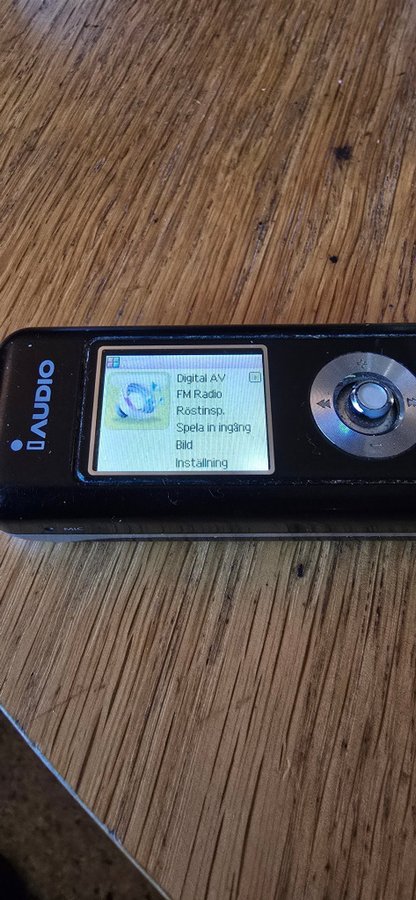 iAUDIO
Digital AV
FM Radio
Röstinsp.
Spela in ingång
Bild
Inställning
MIC